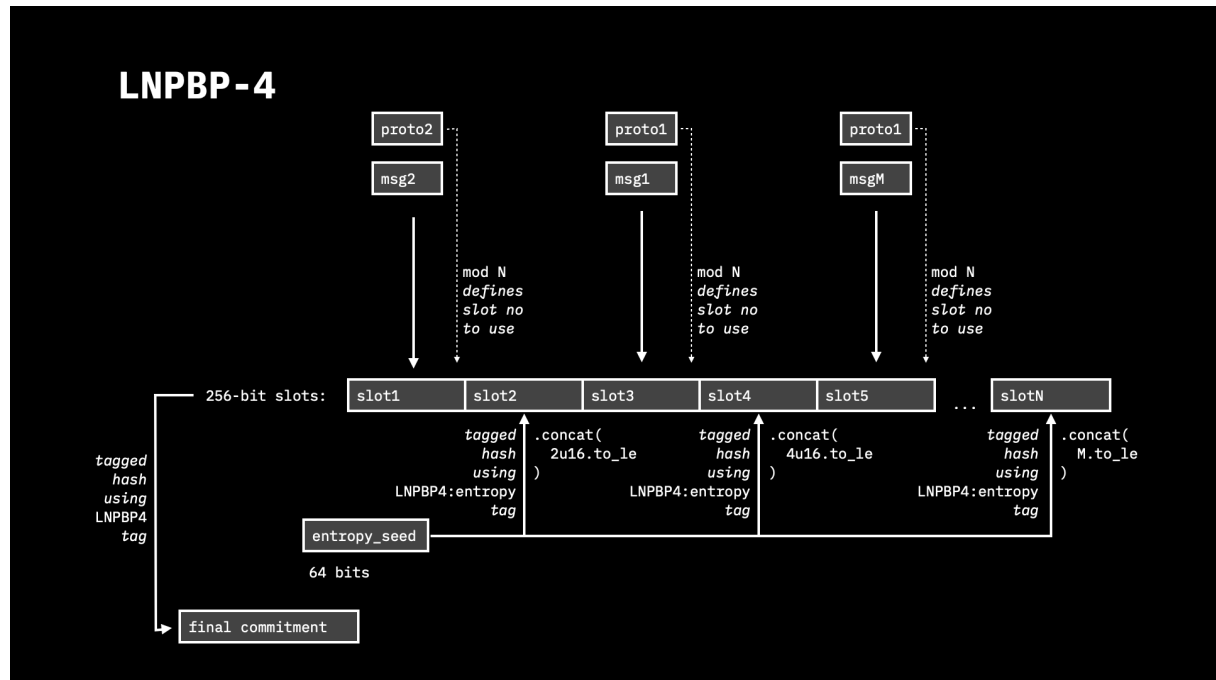 LNPBP-4
proto2
proto1
proto1
msg2
msg1
msgM
mod N
defines
slot no
to use
mod N
defines
slot no
to use
mod N
defines
slot no
to use
256-bit slots:
slot1
slot2
slot3
slot4
slot5
...
slotN
tagged
hash
using
LNPBP4
tag
tagged
hash
using
LNPBP4:entropy
tag
.concat(
2u16.to_le
)
tagged
hash
using
LNPBP4:entropy
tag
.concat(
4u16.to_le
)
tagged
hash
using
LNPBP4:entropy
tag
.concat(
M.to_le
)
entropy_seed
64 bits
final commitment